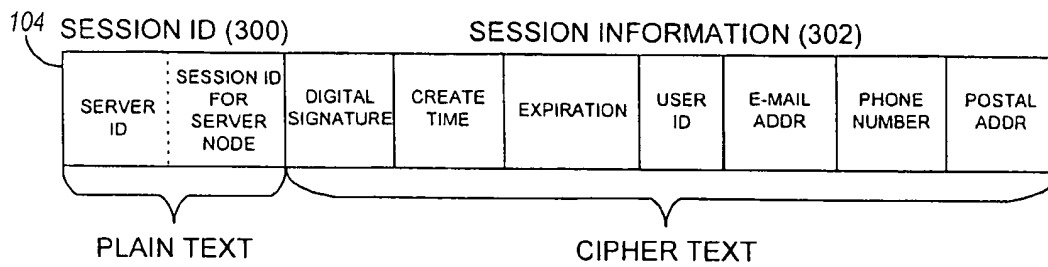 104
SESSION ID (300)
SESSION INFORMATION (302)
SERVER
ID
SESSION ID
FOR
SERVER
NODE
DIGITAL
SIGNATURE
CREATE
TIME
EXPIRATION
USER
ID
E-MAIL
ADDR
PHONE
NUMBER
POSTAL
ADDR
PLAIN TEXT
CIPHER TEXT